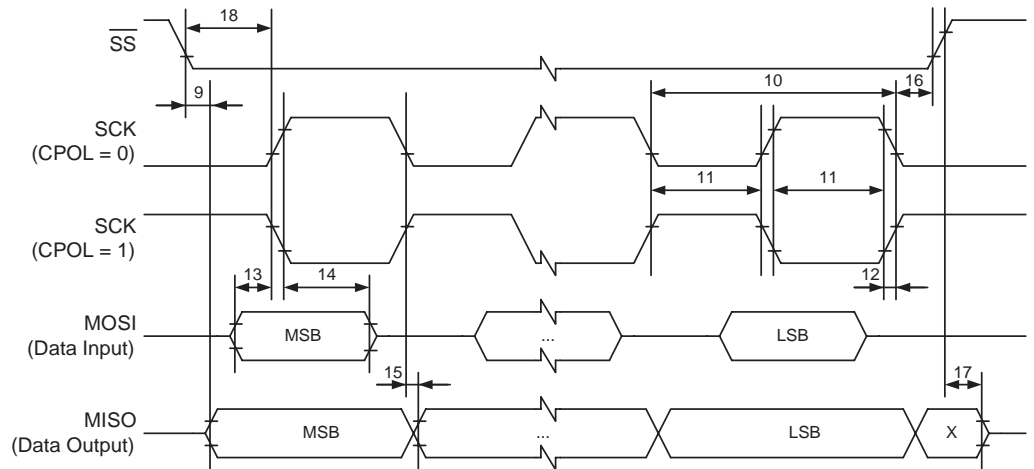 18
SS
10
16
9
SCK
(CPOL = 0)
11
11
SCK
(CPOL = 1)
13
14
12
MOSI
(Data Input)
MSB
...
LSB
15
17
MISO
(Data Output)
MSB
...
LSB
X